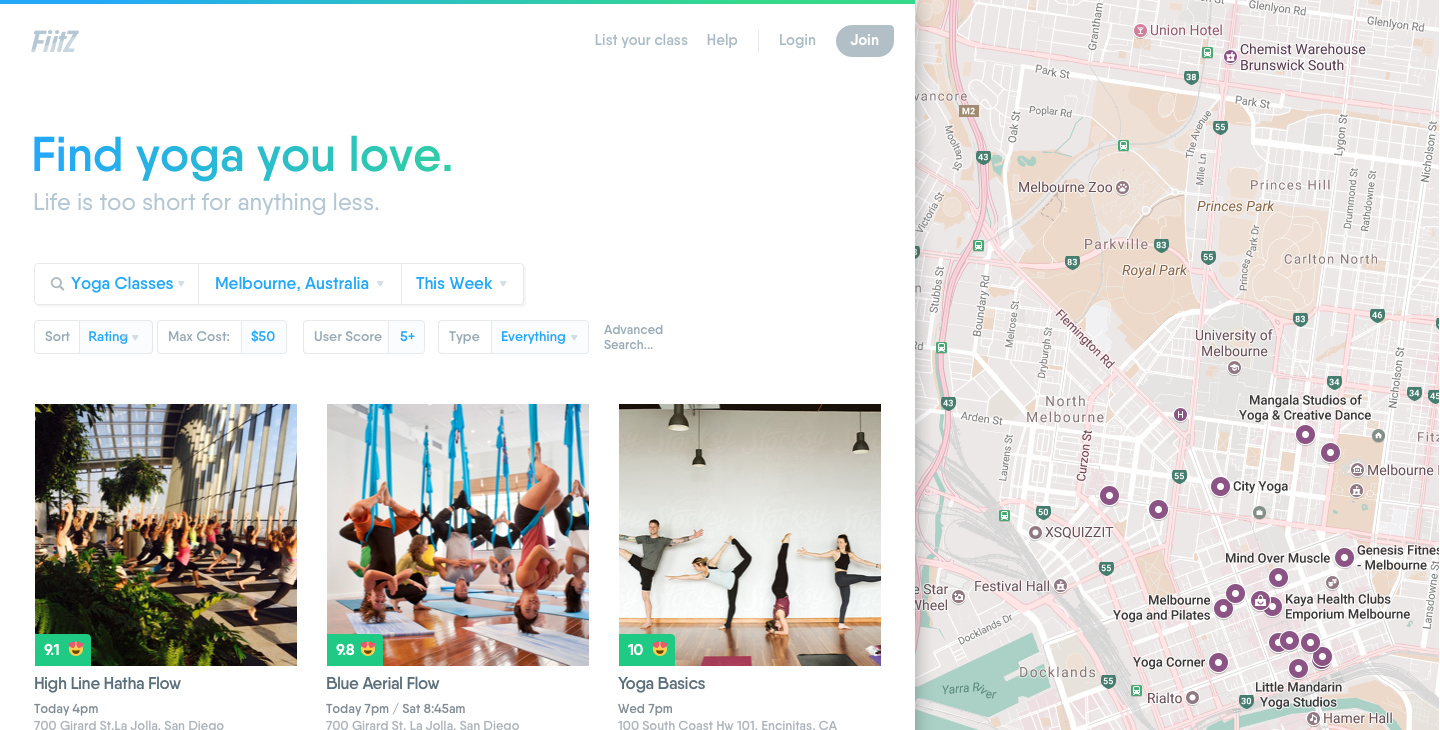 FiitZ
List your class
Help
Login
Join
Find yoga you love.
Life is too short for anything less.
Yoga Classes
Melbourne, Australia
This Week
Sort
Rating
Max Cost:
$50
User Score
5+
Type
Everything
Advanced
Search...
9.1
High Line Hatha Flow
Today 4pm
700 Girard St,La Jolla, San Diego
9.8
Blue Aerial Flow
Today 7pm / Sat 8:45am
700 Girard St, La Jolla, San Diego
10
Yoga Basics
Wed 7pm
100 South Coast Hw 101, Encinitas, CA
Glenlyon Rd
Glenlyon Rd
Grantham
Union Hotel
Chemist Warehouse
Brunswick South
Park St
38
vancore
M2
Poplar Rd
Park St
Oak St
The Avenue
55
Lygon St
Nicholson St
Mooltan St
43
Mile Ln
Melbourne Zoo
Princes Hill
Drummond St
Rathdowne St
Victoria St
Princes Park
Parkville
83
83
Royal Park
55
Princes Park Dr
Carlton North
Stubbs St
Boundary Rd
Melrose St
Flemington Rd
83
46
Dryburgh St
University of
Melbourne
Nicholson St
34
34
45
43
North
Melbourne
H
Mangala Studios of
Yoga & Creative Dance
Arden St
Laurens St
Curzon St
Fitz
Melbourne
55
City Yoga
50
XSQUIZZIT
Mind Over Muscle
Genesis Fitnes
- Melbourne
55
Festival Hall
e Star
Wheel
Melbourne
Yoga and Pilates
Kaya Health Clubs
Emporium Melbourne
Lansdowne St
Docklands Dr
Yoga Corner
Docklands
55
Yarra River
Rialto
30
Little Mandarin
Yoga Studios
Hamer Hall